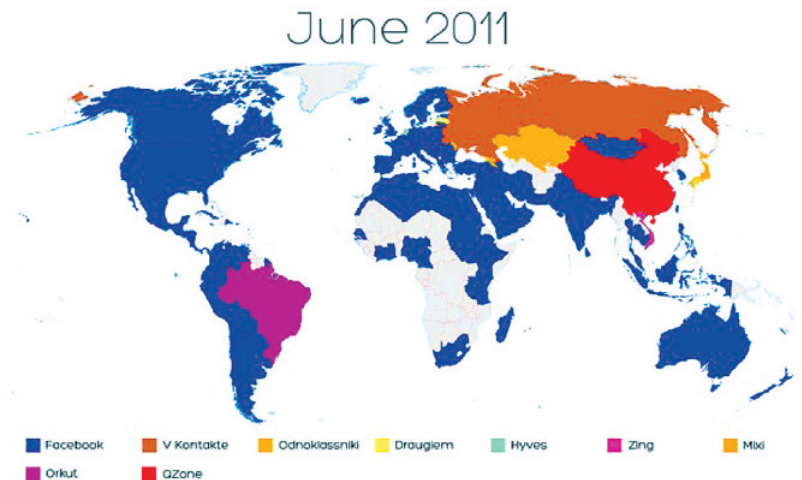 June 2011
Facebook V Kontakte Odnoklassniki Draugiem Hyves Zing Mixi
Orkut QZone